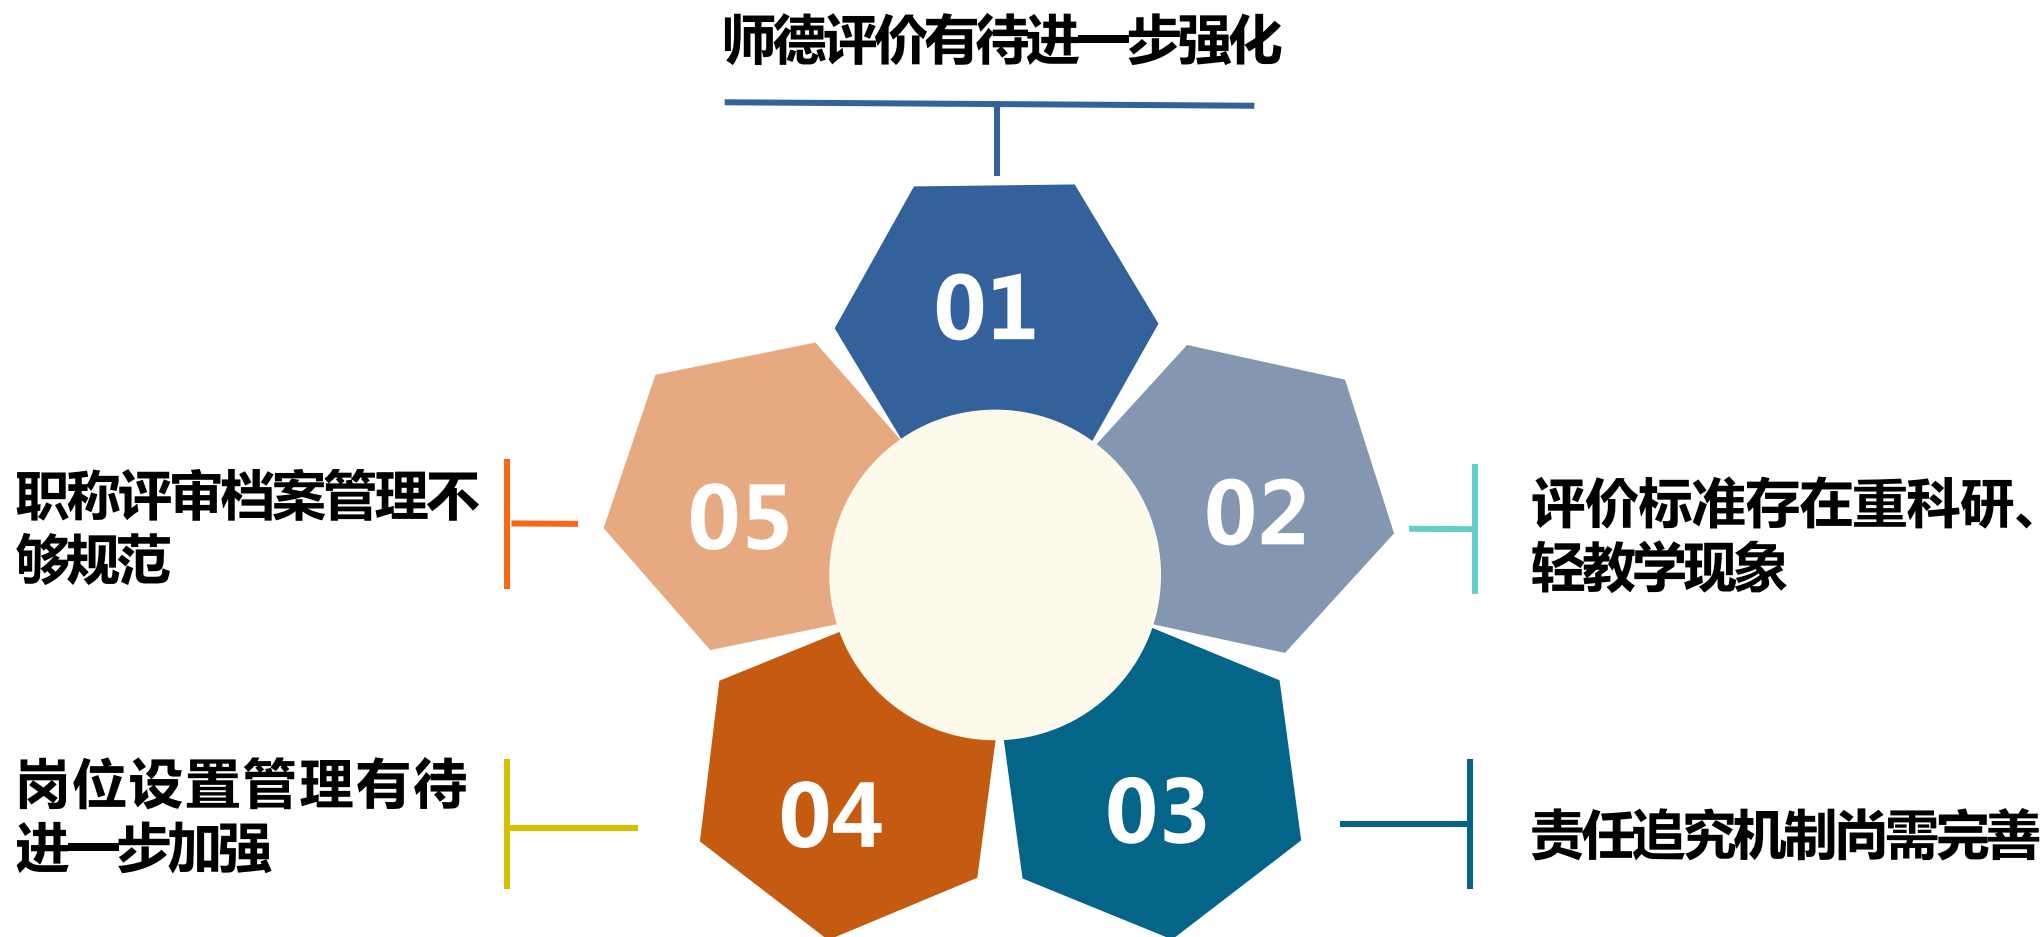 师德评价有待进一步强化
01
02
评价标准存在重科研、
轻教学现象
03
责任追究机制尚需完善
04
岗位设置管理有待
进一步加强
05
职称评审档案管理不
够规范